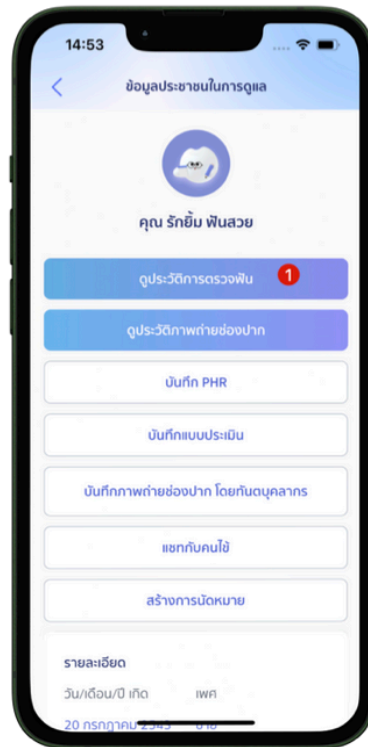 14:53
ข้อมูลประชาชนในการดูแล
คุณ รักยิ้ม ฟันสวย
ดูประวัติการตรวจฟัน 1
ดูประวัติภาพถ่ายช่องปาก
บันทึก PHR
บันทึกแบบประเมิน
บันทึกภาพถ่ายช่องปาก โดยทันตบุคลากร
แชทกับคนไข้
สร้างการนัดหมาย
รายละเอียด
วัน/เดือน/ปี เกิด เพศ
20 กรกฎาคม 2543 ชาย